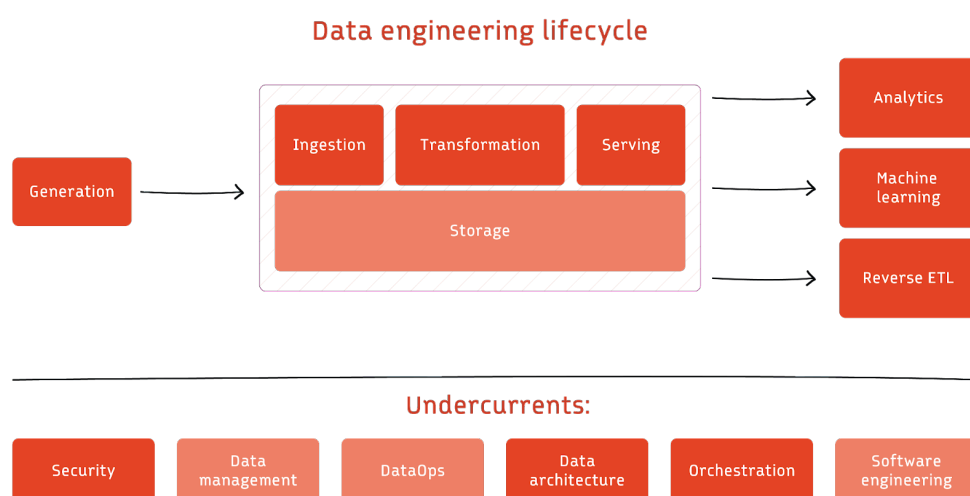 Data engineering lifecycle
Generation
Ingestion
Transformation
Serving
Storage
Analytics
Machine
learning
Reverse ETL
Undercurrents:
Security
Data
management
DataOps
Data
architecture
Orchestration
Software
engineering